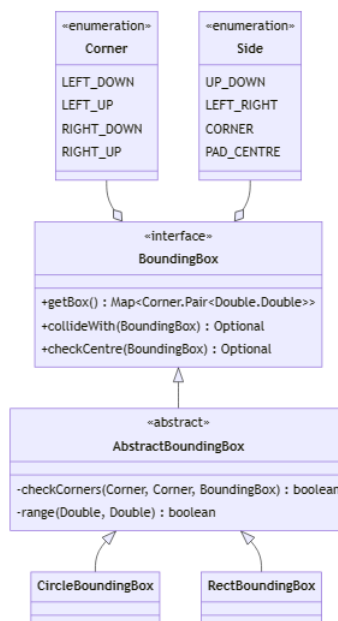 «enumeration»
Corner
LEFT_DOWN
LEFT_UP
RIGHT_DOWN
RIGHT_UP
«enumeration»
Side
UP_DOWN
LEFT_RIGHT
CORNER
PAD_CENTRE
«interface»
BoundingBox
+getBox() : Map<Corner.Pair<Double.Double>>
+collideWith(BoundingBox) : Optional
+checkCentre(BoundingBox) : Optional
«abstract»
AbstractBoundingBox
-checkCorners(Corner, Corner, BoundingBox) : boolean
-range(Double, Double) : boolean
CircleBoundingBox
RectBoundingBox